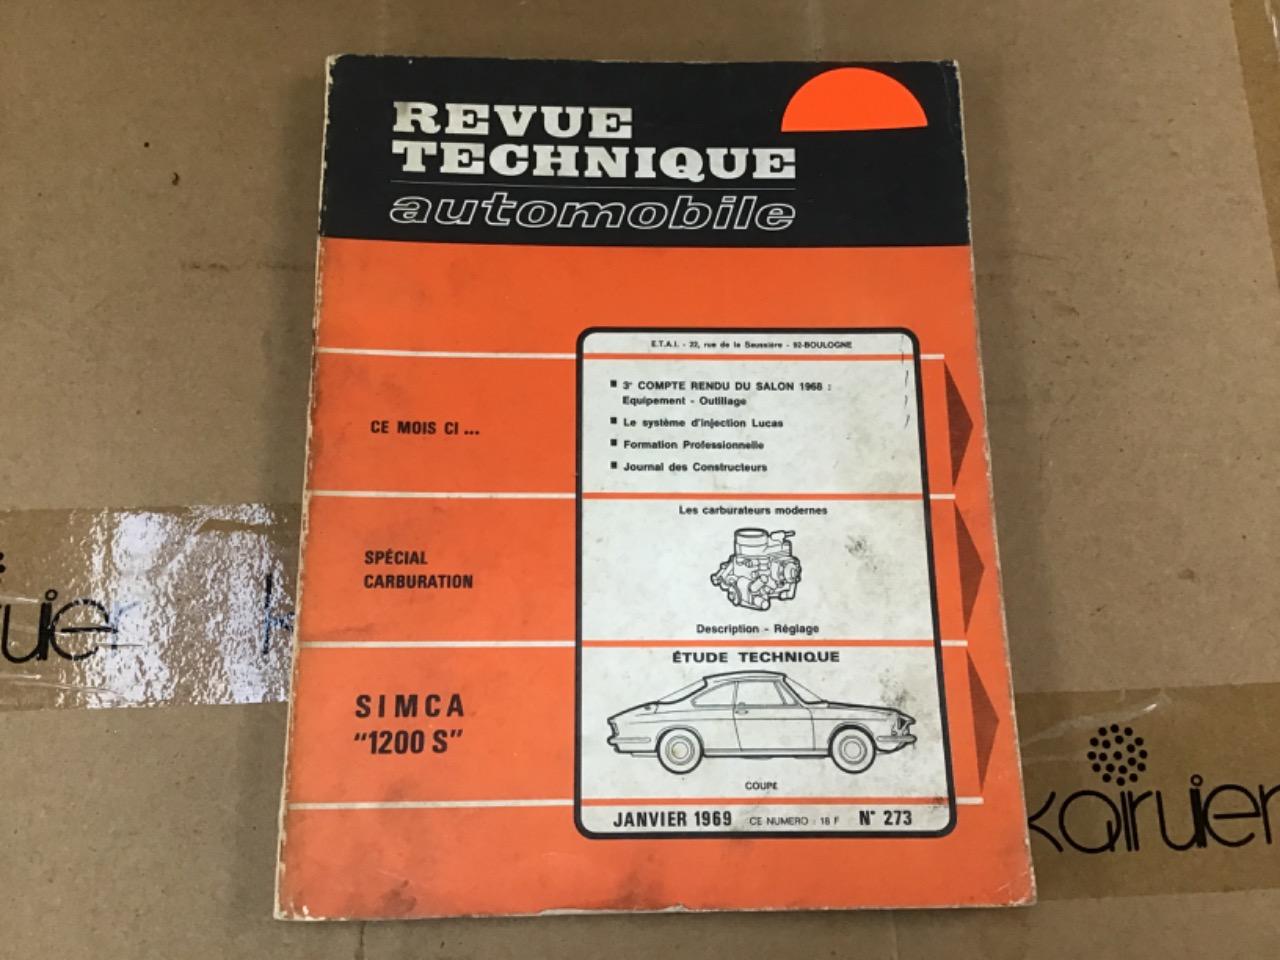 REVUE
TECHNIQUE
automobile
E.T.A.I. - 22, rue de la Saussière - 92-BOULOGNE
CE MOIS CI ...
■ 3e COMPTE RENDU DU SALON 1968 :
Equipement - Outillage
■ Le système d'injection Lucas
■ Formation Professionnelle
■ Journal des Constructeurs
SPÉCIAL
CARBURATION
Les carburateurs modernes
Description - Réglage
SIMCA
"1200 S"
ÉTUDE TECHNIQUE
COUPE
JANVIER 1969 CE NUMERO : 18 F N° 273
kairuier